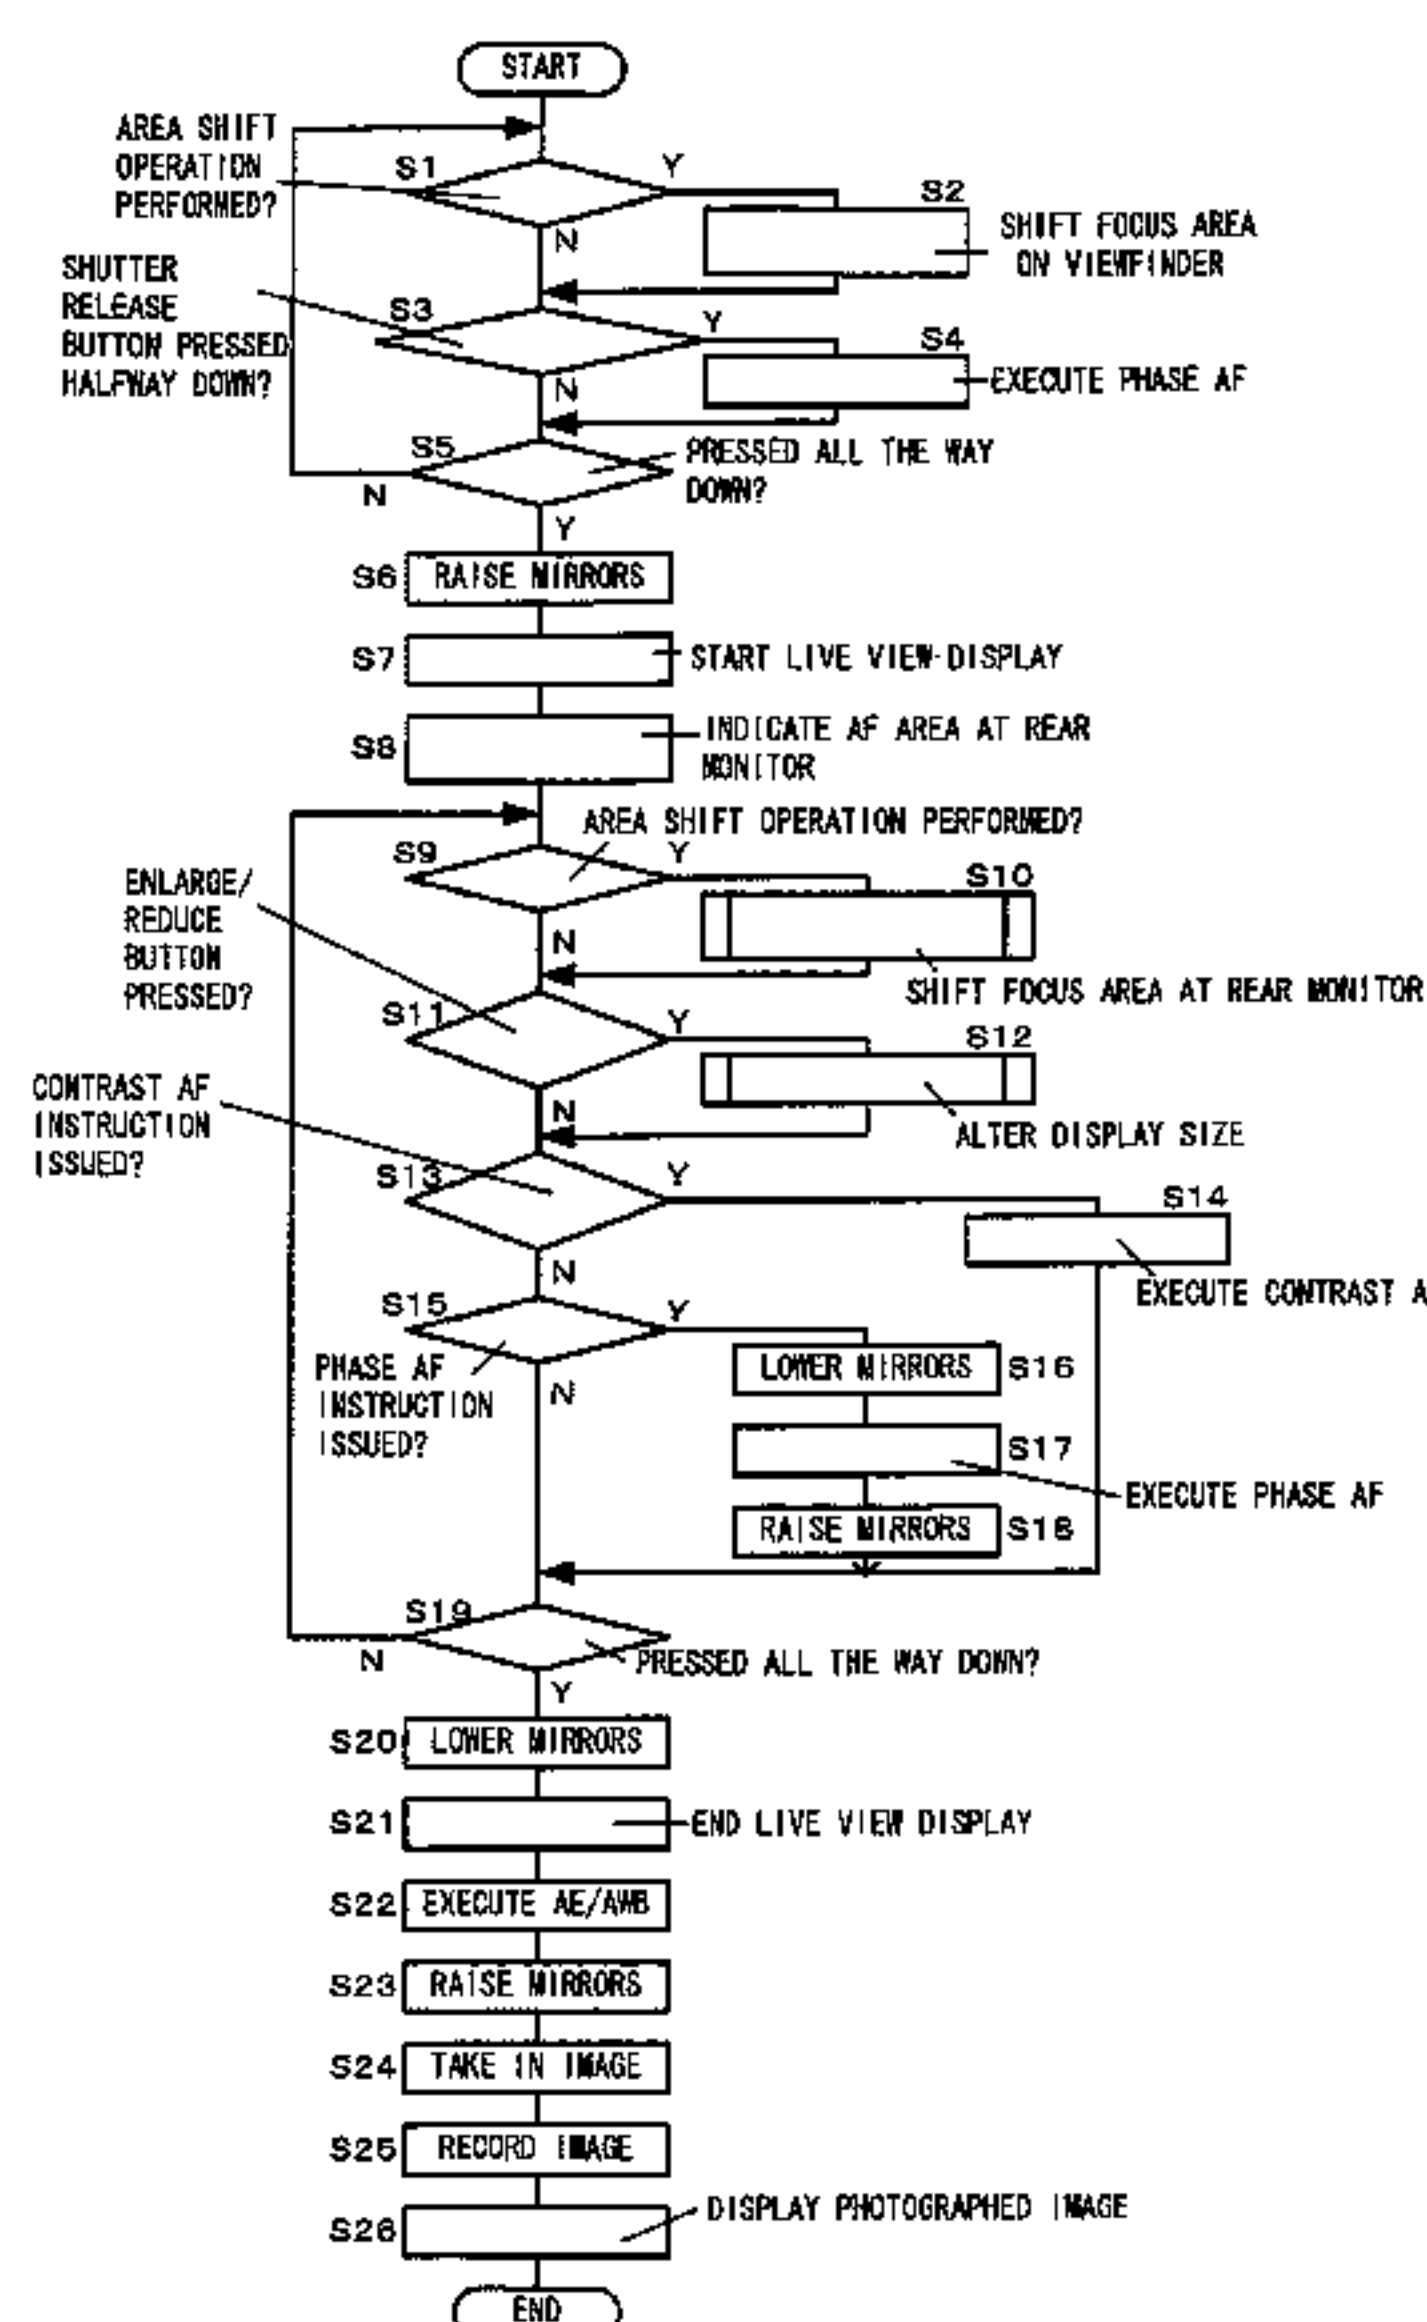 START
AREA SHIFT
OPERATION
PERFORMED?
S1
Y
N
S2
SHIFT FOCUS AREA
ON VIEWFINDER
SHUTTER
RELEASE
BUTTON PRESSED
HALFWAY DOWN?
S3
Y
N
S4
EXECUTE PHASE AF
S5
PRESSED ALL THE WAY
DOWN?
N
Y
S6 RAISE MIRRORS
S7
START LIVE VIEW-DISPLAY
S8
INDICATE AF AREA AT REAR
MONITOR
AREA SHIFT OPERATION PERFORMED?
S9
Y
N
S10
SHIFT FOCUS AREA AT REAR MONITOR
ENLARGE/
REDUCE
BUTTON
PRESSED?
S11
Y
N
S12
ALTER DISPLAY SIZE
CONTRAST AF
INSTRUCTION
ISSUED?
S13
Y
N
S14
EXECUTE CONTRAST A
S15
Y
N
PHASE AF
INSTRUCTION
ISSUED?
LOWER MIRRORS S16
S17
EXECUTE PHASE AF
RAISE MIRRORS S18
S19
PRESSED ALL THE WAY DOWN?
N
Y
S20 LOWER MIRRORS
S21
END LIVE VIEW DISPLAY
S22 EXECUTE AE/AWB
S23 RAISE MIRRORS
S24 TAKE IN IMAGE
S25 RECORD IMAGE
S26
DISPLAY PHOTOGRAPHED IMAGE
END